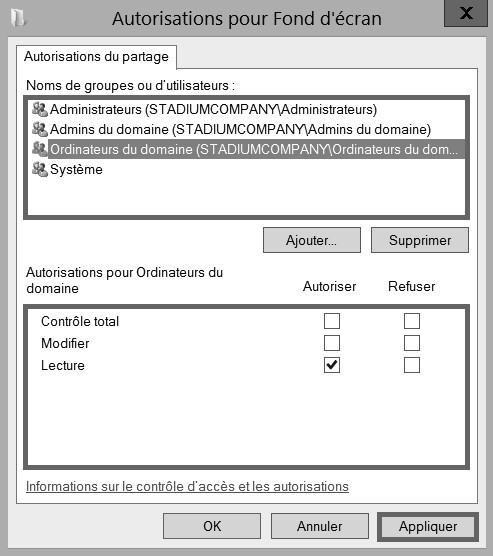 Autorisations pour Fond d'écran
X
Autorisations du partage
Noms de groupes ou d'utilisateurs :
Administrateurs (STADIUMCOMPANY\Administrateurs)
Admins du domaine (STADIUMCOMPANY\Admins du domaine)
Ordinateurs du domaine (STADIUMCOMPANY\Ordinateurs du dom...
Système
Ajouter... Supprimer
Autorisations pour Ordinateurs du
domaine Autoriser Refuser
Contrôle total
Modifier
Lecture
Informations sur le contrôle d'accès et les autorisations
OK Annuler Appliquer